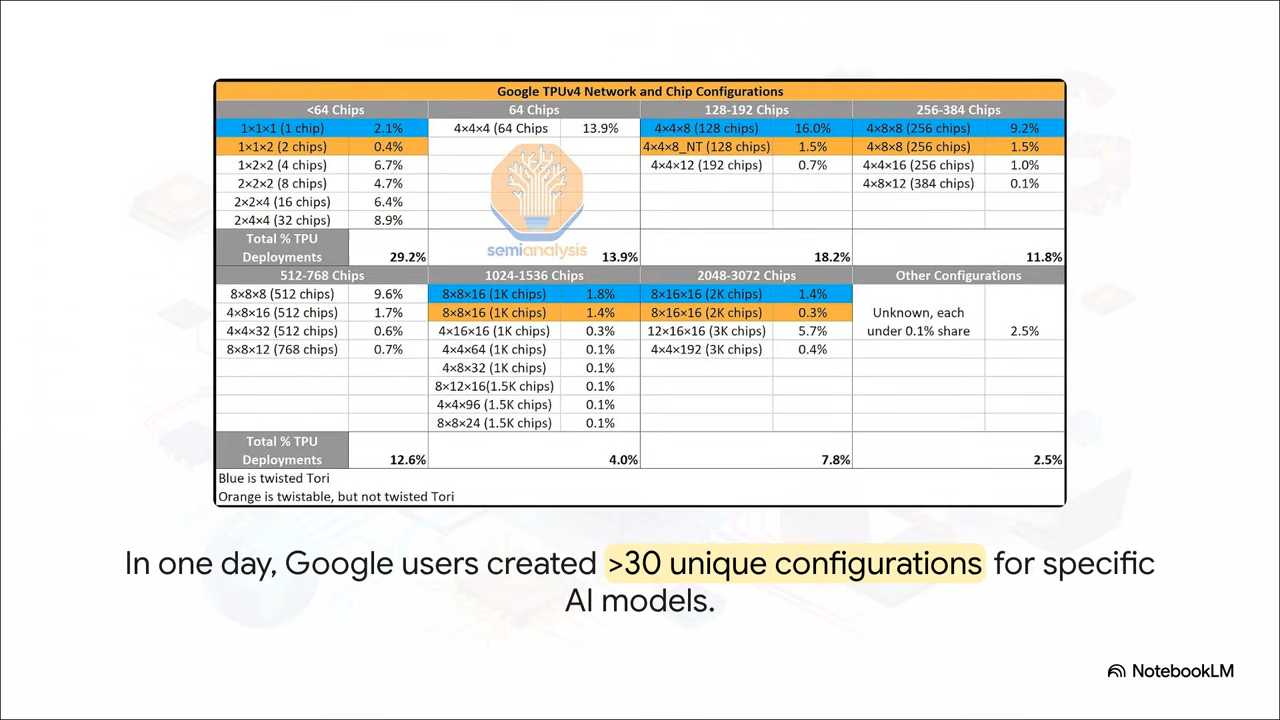 Google TPUv4 Network and Chip Configurations
<64 Chips 64 Chips 128-192 Chips 256-384 Chips
1×1×1 (1 chip) 2.1% 4×4×4 (64 Chips 13.9% 4×4×8 (128 chips) 16.0% 4×8×8 (256 chips) 9.2%
1×1×2 (2 chips) 0.4% 4×4×8_NT (128 chips) 1.5% 4×8×8 (256 chips) 1.5%
1×2×2 (4 chips) 6.7% 4×4×12 (192 chips) 0.7% 4×4×16 (256 chips) 1.0%
2×2×2 (8 chips) 4.7% 4×8×12 (384 chips) 0.1%
2×2×4 (16 chips) 6.4%
2×4×4 (32 chips) 8.9%
semianalysis
Total % TPU
Deployments 29.2% 13.9% 18.2% 11.8%
512-768 Chips 1024-1536 Chips 2048-3072 Chips Other Configurations
8×8×8 (512 chips) 9.6% 8×8×16 (1K chips) 1.8% 8×16×16 (2K chips) 1.4%
4×8×16 (512 chips) 1.7% 8×8×16 (1K chips) 1.4% 8×16×16 (2K chips) 0.3% Unknown, each
4×4×32 (512 chips) 0.6% 4×16×16 (1K chips) 0.3% 12×16×16 (3K chips) 5.7% under 0.1% share 2.5%
8×8×12 (768 chips) 0.7% 4×4×64 (1K chips) 0.1% 4×4×192 (3K chips) 0.4%
4×8×32 (1K chips) 0.1%
8×12×16(1.5K chips) 0.1%
4×4×96 (1.5K chips) 0.1%
8×8×24 (1.5K chips) 0.1%
Total % TPU
Deployments 12.6% 4.0% 7.8% 2.5%
Blue is twisted Tori
Orange is twistable, but not twisted Tori
In one day, Google users created >30 unique configurations for specific
AI models.
NotebookLM